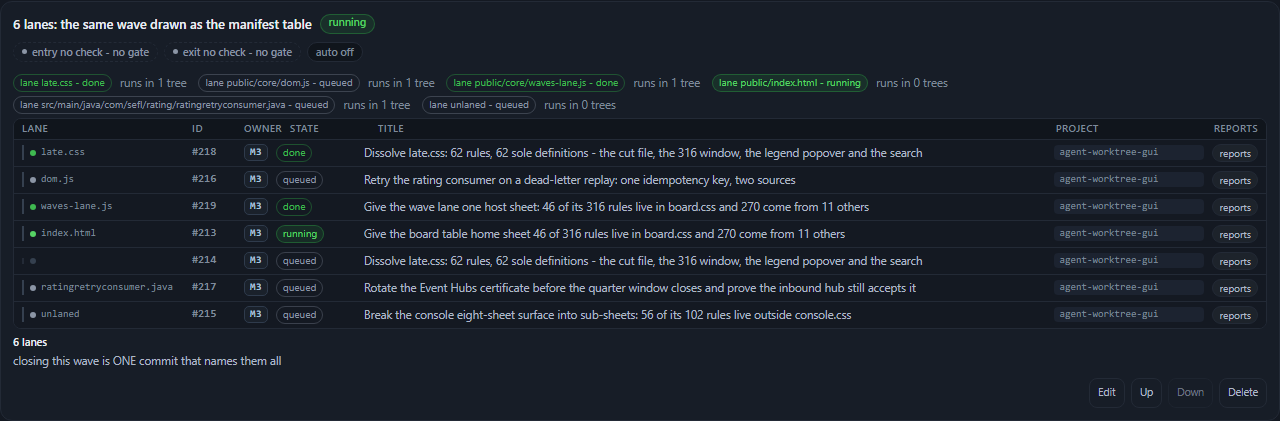 6 lanes: the same wave drawn as the manifest table running
entry no check - no gate exit no check - no gate auto off
lane late.css - done runs in 1 tree lane public/core/dom.js - queued runs in 1 tree lane public/core/waves-lane.js - done runs in 1 tree lane public/index.html - running runs in 0 trees
lane src/main/java/com/sefl/rating/ratingretryconsumer.java - queued runs in 1 tree lane unlaned - queued runs in 0 trees
LANE ID OWNER STATE TITLE PROJECT REPORTS
late.css #218 M3 done Dissolve late.css: 62 rules, 62 sole definitions - the cut file, the 316 window, the legend popover and the search agent-worktree-gui reports
dom.js #216 M3 queued Retry the rating consumer on a dead-letter replay: one idempotency key, two sources agent-worktree-gui reports
waves-lane.js #219 M3 done Give the wave lane one host sheet: 46 of its 316 rules live in board.css and 270 come from 11 others agent-worktree-gui reports
index.html #213 M3 running Give the board table home sheet 46 of 316 rules live in board.css and 270 come from 11 others agent-worktree-gui reports
#214 M3 queued Dissolve late.css: 62 rules, 62 sole definitions - the cut file, the 316 window, the legend popover and the search agent-worktree-gui reports
ratingretryconsumer.java #217 M3 queued Rotate the Event Hubs certificate before the quarter window closes and prove the inbound hub still accepts it agent-worktree-gui reports
unlaned #215 M3 queued Break the console eight-sheet surface into sub-sheets: 56 of its 102 rules live outside console.css agent-worktree-gui reports
6 lanes
closing this wave is ONE commit that names them all
Edit Up Down Delete